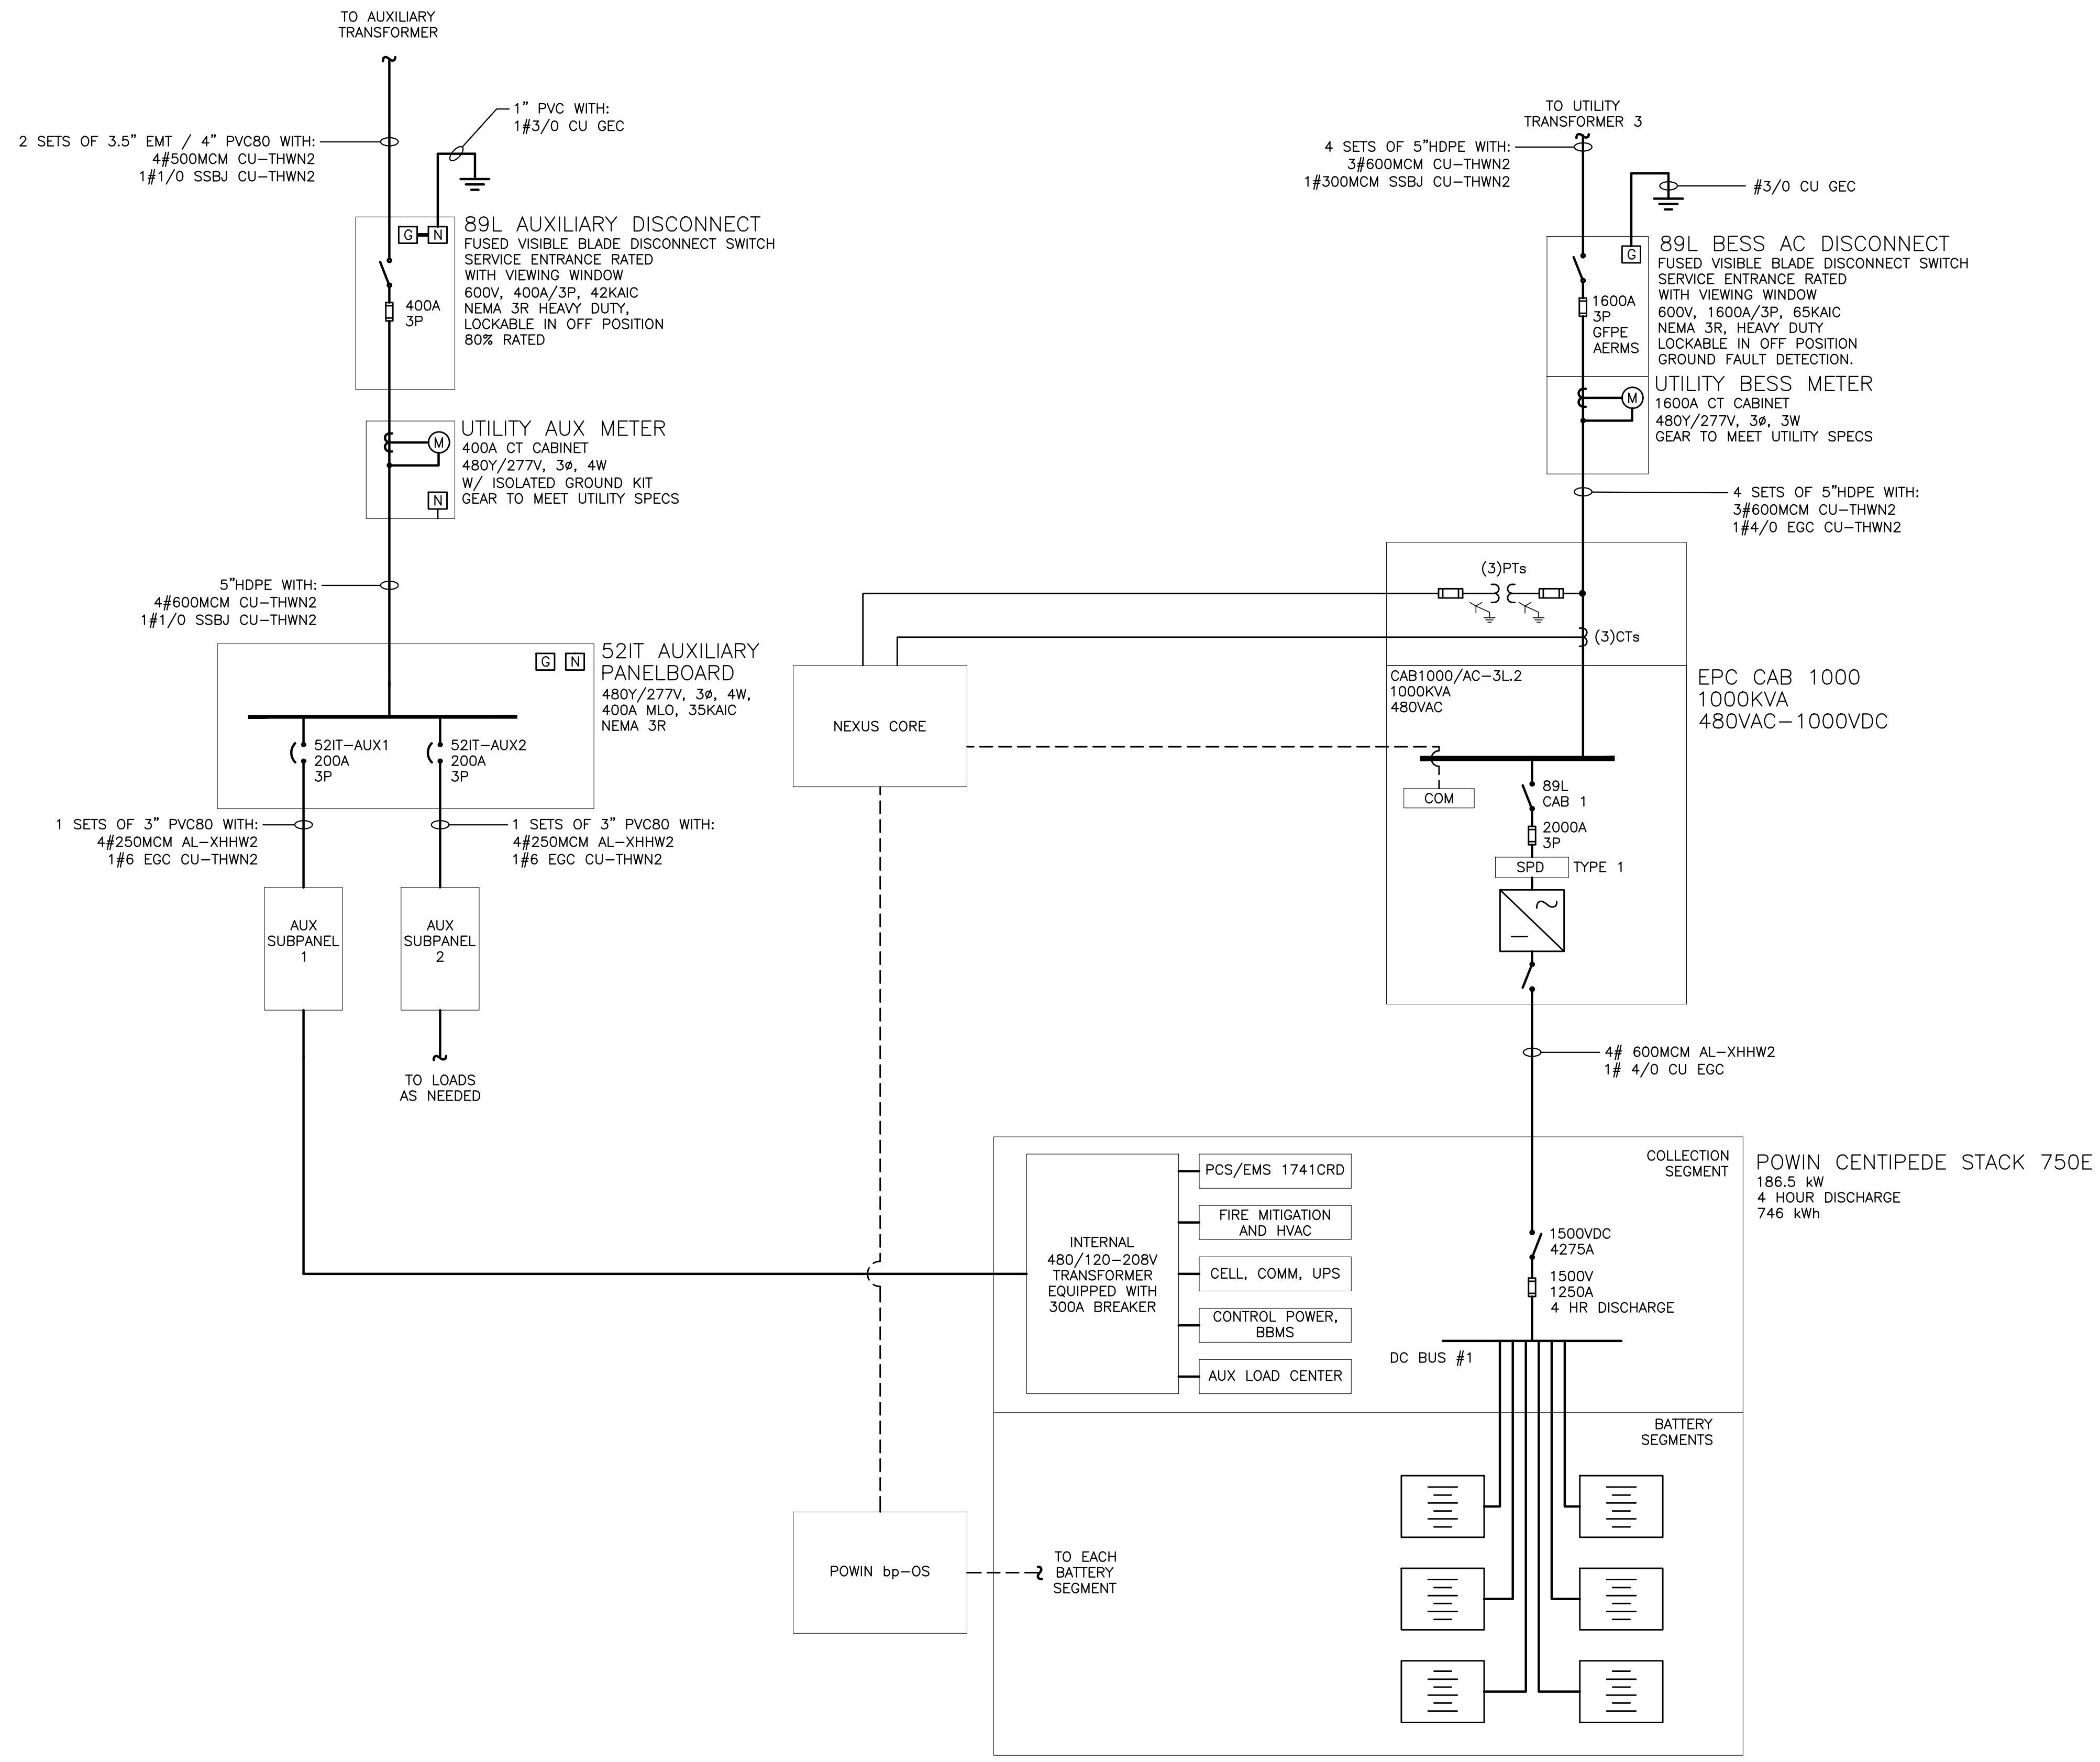 TO AUXILIARY
TRANSFORMER
1" PVC WITH:
1#3/0 CU GEC
2 SETS OF 3.5" EMT / 4" PVC80 WITH:
4#500MCM CU-THWN2
1#1/0 SSBJ CU-THWN2
G
N
89L AUXILIARY DISCONNECT
FUSED VISIBLE BLADE DISCONNECT SWITCH
SERVICE ENTRANCE RATED
WITH VIEWING WINDOW
600V, 400A/3P, 42KAIC
NEMA 3R HEAVY DUTY,
LOCKABLE IN OFF POSITION
80% RATED
400A
3P
UTILITY AUX METER
400A CT CABINET
480Y/277V, 3ø, 4W
W/ ISOLATED GROUND KIT
GEAR TO MEET UTILITY SPECS
M
N
5"HDPE WITH:
4#600MCM CU-THWN2
1#1/0 SSBJ CU-THWN2
G
N
52IT AUXILIARY
PANELBOARD
480Y/277V, 3ø, 4W,
400A MLO, 35KAIC
NEMA 3R
52IT-AUX1
200A
3P
52IT-AUX2
200A
3P
1 SETS OF 3" PVC80 WITH:
4#250MCM AL-XHHW2
1#6 EGC CU-THWN2
1 SETS OF 3" PVC80 WITH:
4#250MCM AL-XHHW2
1#6 EGC CU-THWN2
AUX
SUBPANEL
1
AUX
SUBPANEL
2
TO LOADS
AS NEEDED
TO UTILITY
TRANSFORMER 3
4 SETS OF 5"HDPE WITH:
3#600MCM CU-THWN2
1#300MCM SSBJ CU-THWN2
#3/0 CU GEC
G
89L BESS AC DISCONNECT
FUSED VISIBLE BLADE DISCONNECT SWITCH
SERVICE ENTRANCE RATED
WITH VIEWING WINDOW
600V, 1600A/3P, 65KAIC
NEMA 3R, HEAVY DUTY
LOCKABLE IN OFF POSITION
GROUND FAULT DETECTION.
1600A
3P
GFPE
AERMS
UTILITY BESS METER
1600A CT CABINET
480Y/277V, 3ø, 3W
GEAR TO MEET UTILITY SPECS
M
4 SETS OF 5"HDPE WITH:
3#600MCM CU-THWN2
1#4/0 EGC CU-THWN2
(3)PTs
(3)CTs
NEXUS CORE
CAB1000/AC-3L.2
1000KVA
480VAC
EPC CAB 1000
1000KVA
480VAC-1000VDC
COM
89L
CAB 1
2000A
3P
SPD
TYPE 1
4# 600MCM AL-XHHW2
1# 4/0 CU EGC
COLLECTION
SEGMENT
POWIN CENTIPEDE STACK 750E
186.5 kW
4 HOUR DISCHARGE
746 kWh
INTERNAL
480/120-208V
TRANSFORMER
EQUIPPED WITH
300A BREAKER
PCS/EMS 1741CRD
FIRE MITIGATION
AND HVAC
CELL, COMM, UPS
CONTROL POWER,
BBMS
AUX LOAD CENTER
1500VDC
4275A
1500V
1250A
4 HR DISCHARGE
DC BUS #1
BATTERY
SEGMENTS
POWIN bp-OS
TO EACH
BATTERY
SEGMENT